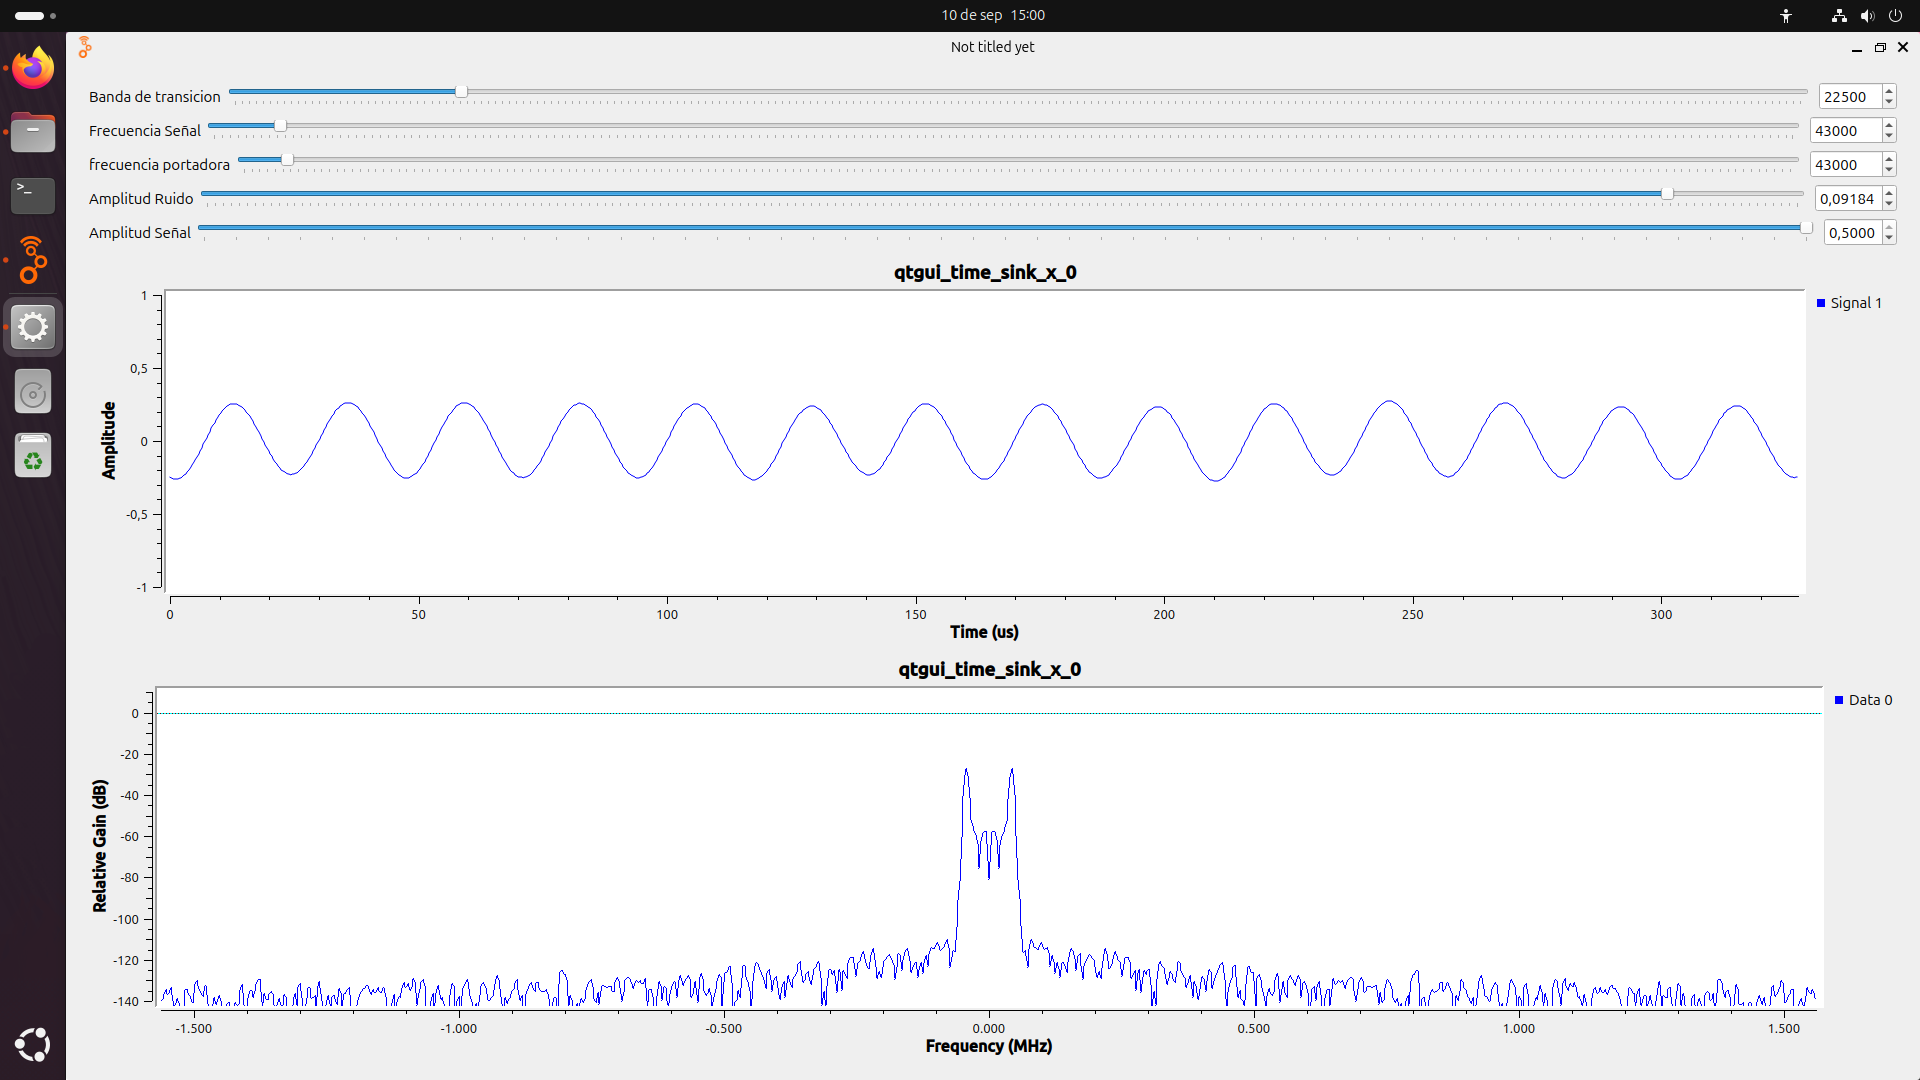 10 de sep 15:00
Not titled yet
Banda de transicion 22500
Frecuencia Señal 43000
frecuencia portadora 43000
Amplitud Ruido 0,09184
Amplitud Señal 0,5000
>_
qtgui_time_sink_x_0
Signal 1
1
0,5
0
-0,5
-1
Amplitude
0 50 100 150 200 250 300
Time (us)
qtgui_time_sink_x_0
Data 0
0
-20
-40
-60
-80
-100
-120
-140
Relative Gain (dB)
-1.500 -1.000 -0.500 0.000 0.500 1.000 1.500
Frequency (MHz)